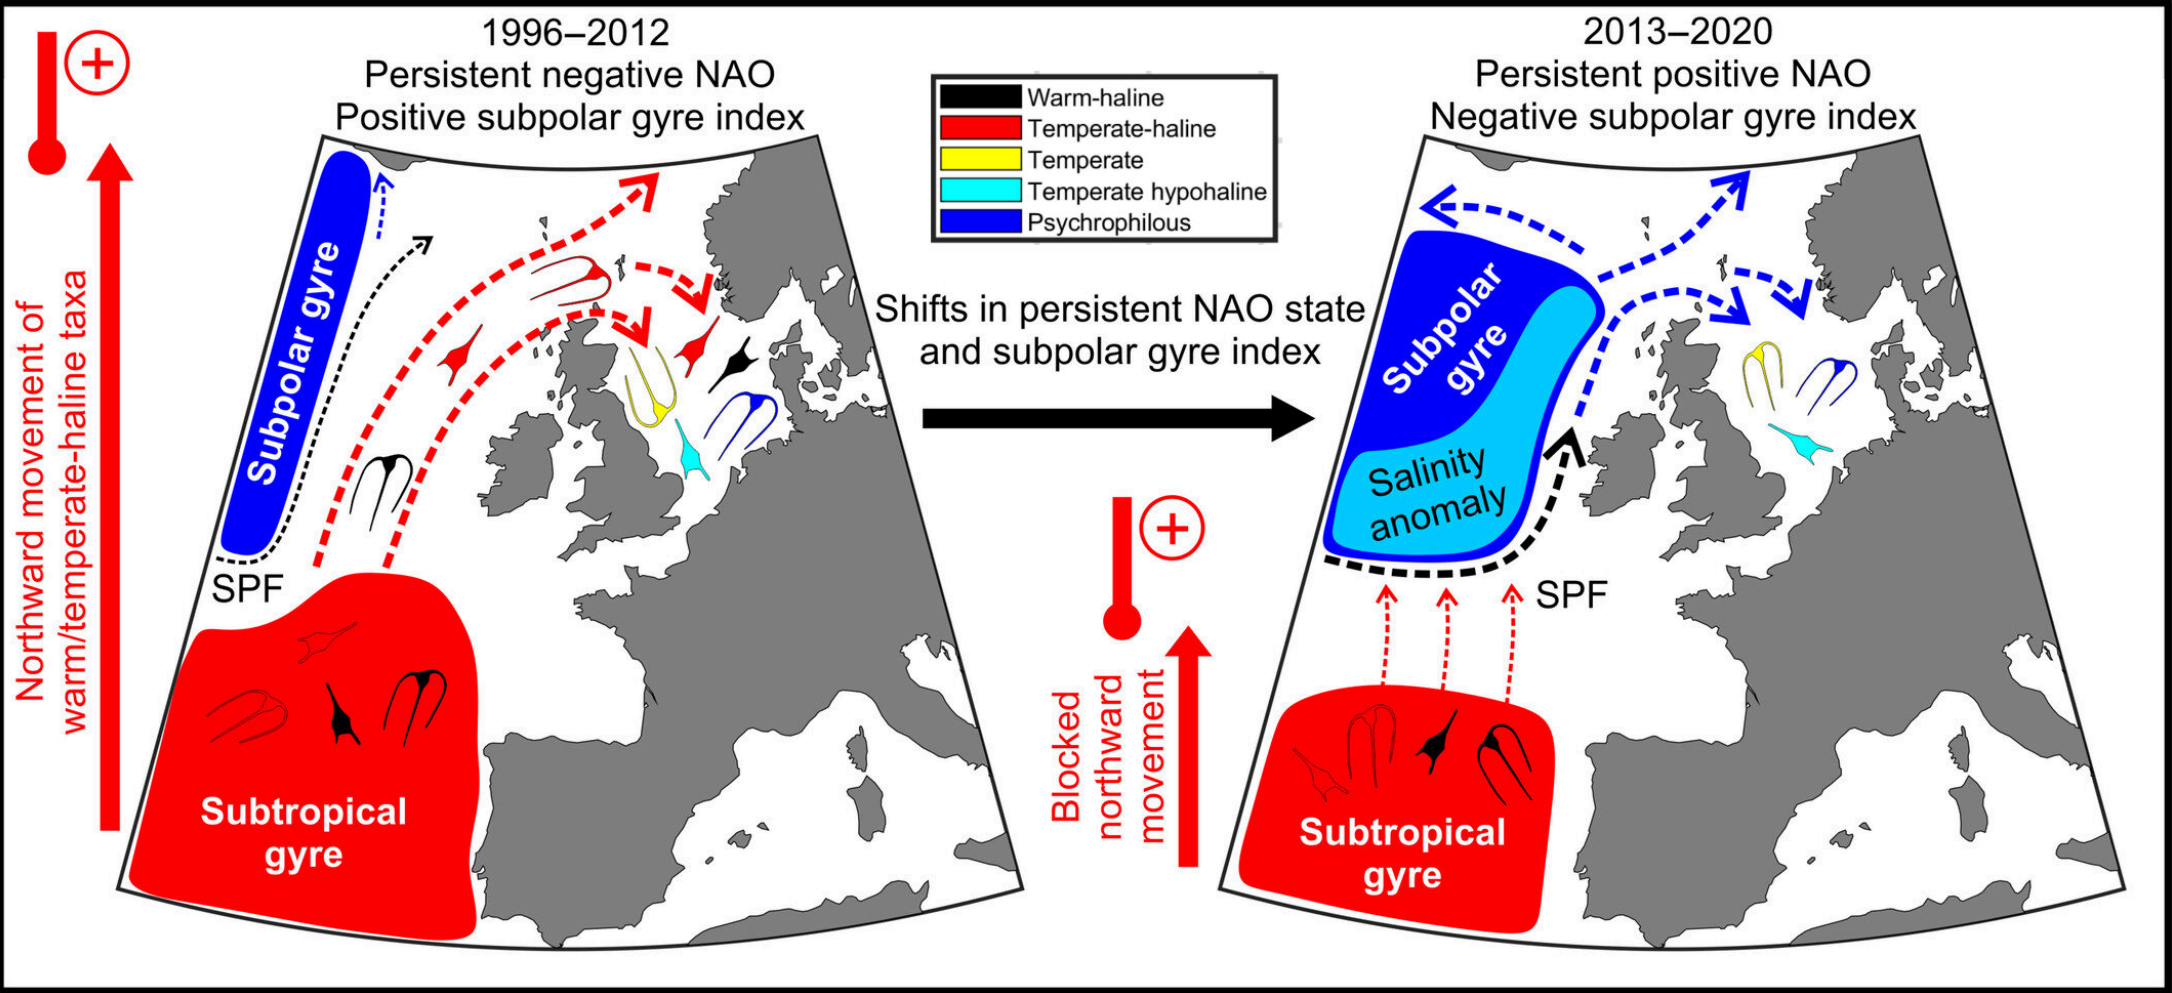 1996–2012
Persistent negative NAO
Positive subpolar gyre index
Northward movement of
warm/temperate-haline taxa
Subpolar gyre
SPF
Subtropical
gyre
Warm-haline
Temperate-haline
Temperate
Temperate hypohaline
Psychrophilous
Shifts in persistent NAO state
and subpolar gyre index
2013–2020
Persistent positive NAO
Negative subpolar gyre index
Blocked
northward
movement
Subpolar
gyre
Salinity
anomaly
SPF
Subtropical
gyre